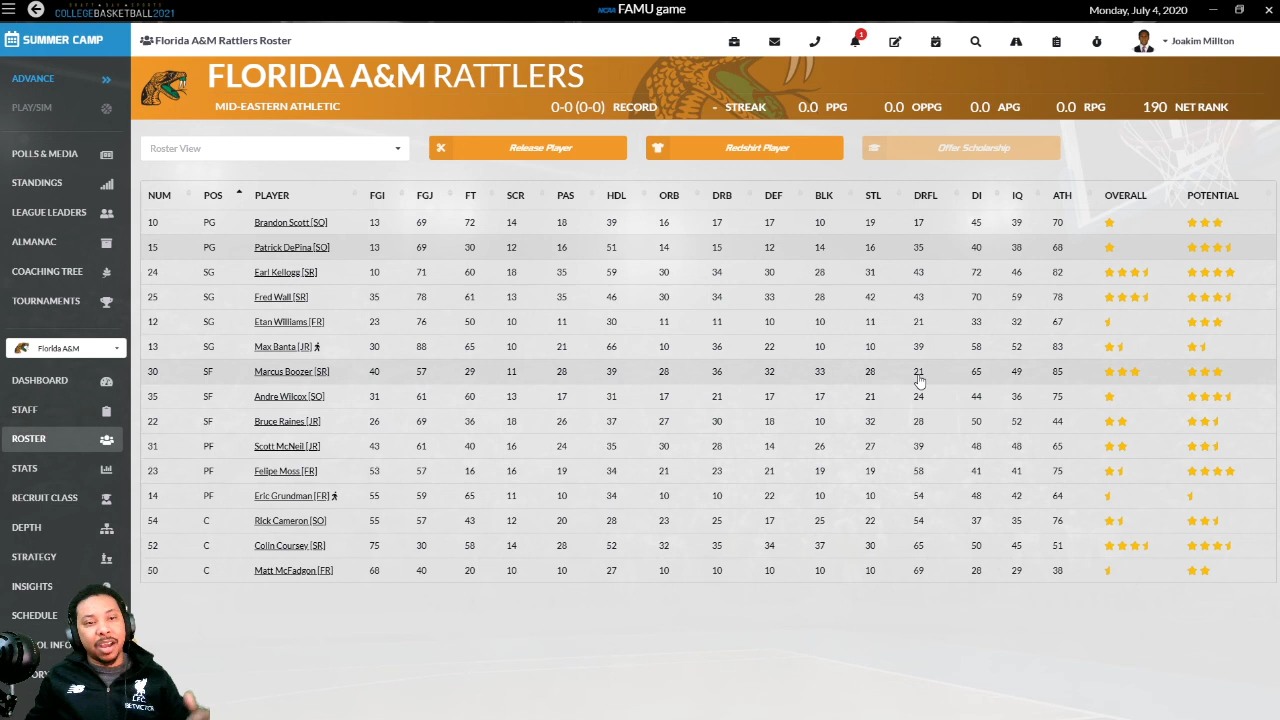 DRAFT DAY SPORTS
COLLEGE BASKETBALL 2021
NCAA FAMU game
Monday, July 4, 2020
SUMMER CAMP
Florida A&M Rattlers Roster
1
Joakim Millton
ADVANCE
PLAY/SIM
POLLS & MEDIA
STANDINGS
LEAGUE LEADERS
ALMANAC
COACHING TREE
TOURNAMENTS
Florida A&M
DASHBOARD
STAFF
ROSTER
STATS
RECRUIT CLASS
DEPTH
STRATEGY
INSIGHTS
SCHEDULE
OL INFO
ORY
FLORIDA A&M RATTLERS
MID-EASTERN ATHLETIC 0-0 (0-0) RECORD - STREAK 0.0 PPG 0.0 OPPG 0.0 APG 0.0 RPG 190 NET RANK
Roster View Release Player Redshirt Player Offer Scholarship
NUM POS PLAYER FGI FGJ FT SCR PAS HDL ORB DRB DEF BLK STL DRFL DI IQ ATH OVERALL POTENTIAL
10 PG Brandon Scott [SO] 13 69 72 14 18 39 16 17 17 10 19 17 45 39 70
15 PG Patrick DePina [SO] 13 69 30 12 16 51 14 15 12 14 16 35 40 38 68
24 SG Earl Kellogg [SR] 10 71 60 18 35 59 30 34 30 28 31 43 72 46 82
25 SG Fred Wall [SR] 35 78 61 13 35 46 30 34 33 28 42 43 70 59 78
12 SG Etan Williams [FR] 23 76 50 10 11 30 11 11 10 10 11 21 33 32 67
13 SG Max Banta [JR] 30 88 65 10 21 66 10 36 22 10 10 39 58 52 83
30 SF Marcus Boozer [SR] 40 57 29 11 28 39 28 36 32 33 28 21 65 49 85
35 SF Andre Wilcox [SO] 31 61 60 13 17 31 17 21 17 17 21 24 44 36 75
22 SF Bruce Raines [JR] 26 69 36 18 26 37 27 30 18 10 32 28 50 52 44
31 PF Scott McNeil [JR] 43 61 40 16 24 35 30 28 14 26 27 39 48 48 65
23 PF Felipe Moss [FR] 53 57 16 16 19 34 21 23 21 19 19 58 41 41 75
14 PF Eric Grundman [FR] 55 59 65 11 10 34 10 10 22 10 10 54 48 42 64
54 C Rick Cameron [SO] 55 57 43 12 20 28 23 25 17 25 22 54 37 35 76
52 C Colin Coursey [SR] 75 30 58 14 28 52 32 35 34 37 30 65 50 45 51
50 C Matt McFadgon [FR] 68 40 20 10 10 27 10 10 10 10 10 69 28 29 38
L.F.C.
BETVICTOR